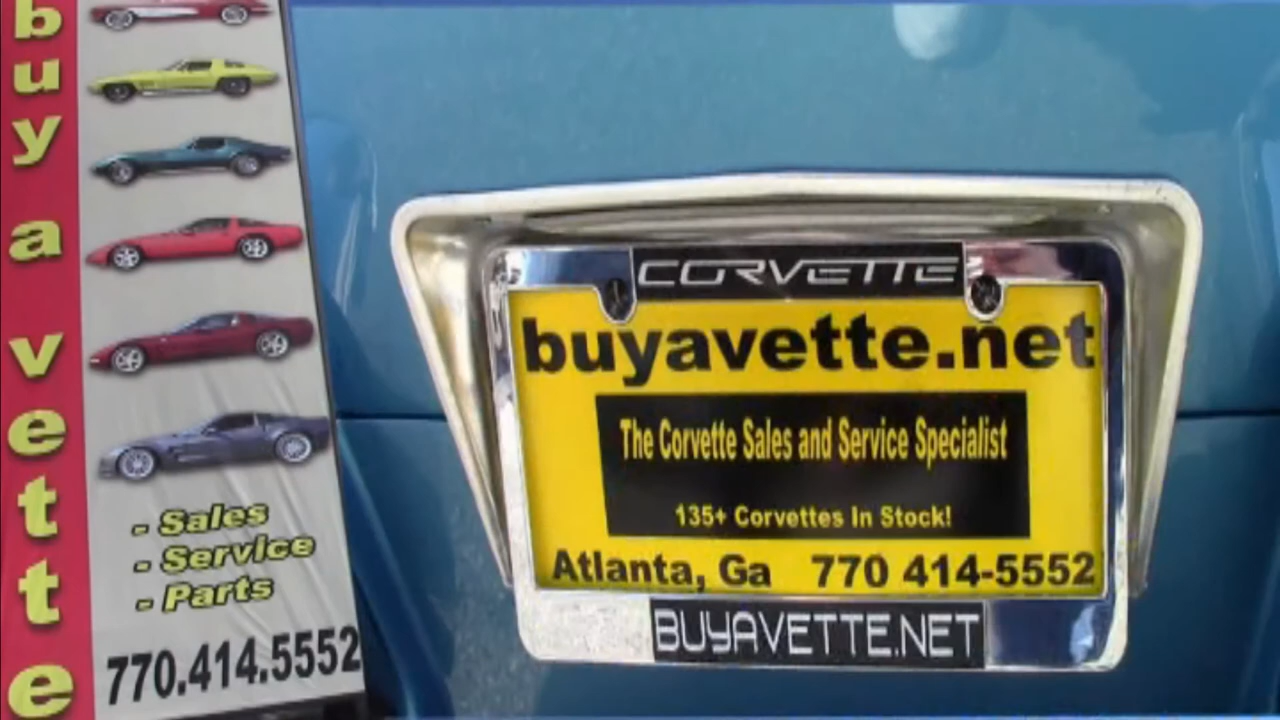 buy a vette
- Sales
- Service
- Parts
770.414.5552
CORVETTE
buyavette.net
The Corvette Sales and Service Specialist
135+ Corvettes In Stock!
Atlanta, Ga 770 414-5552
BUYAVETTE.NET